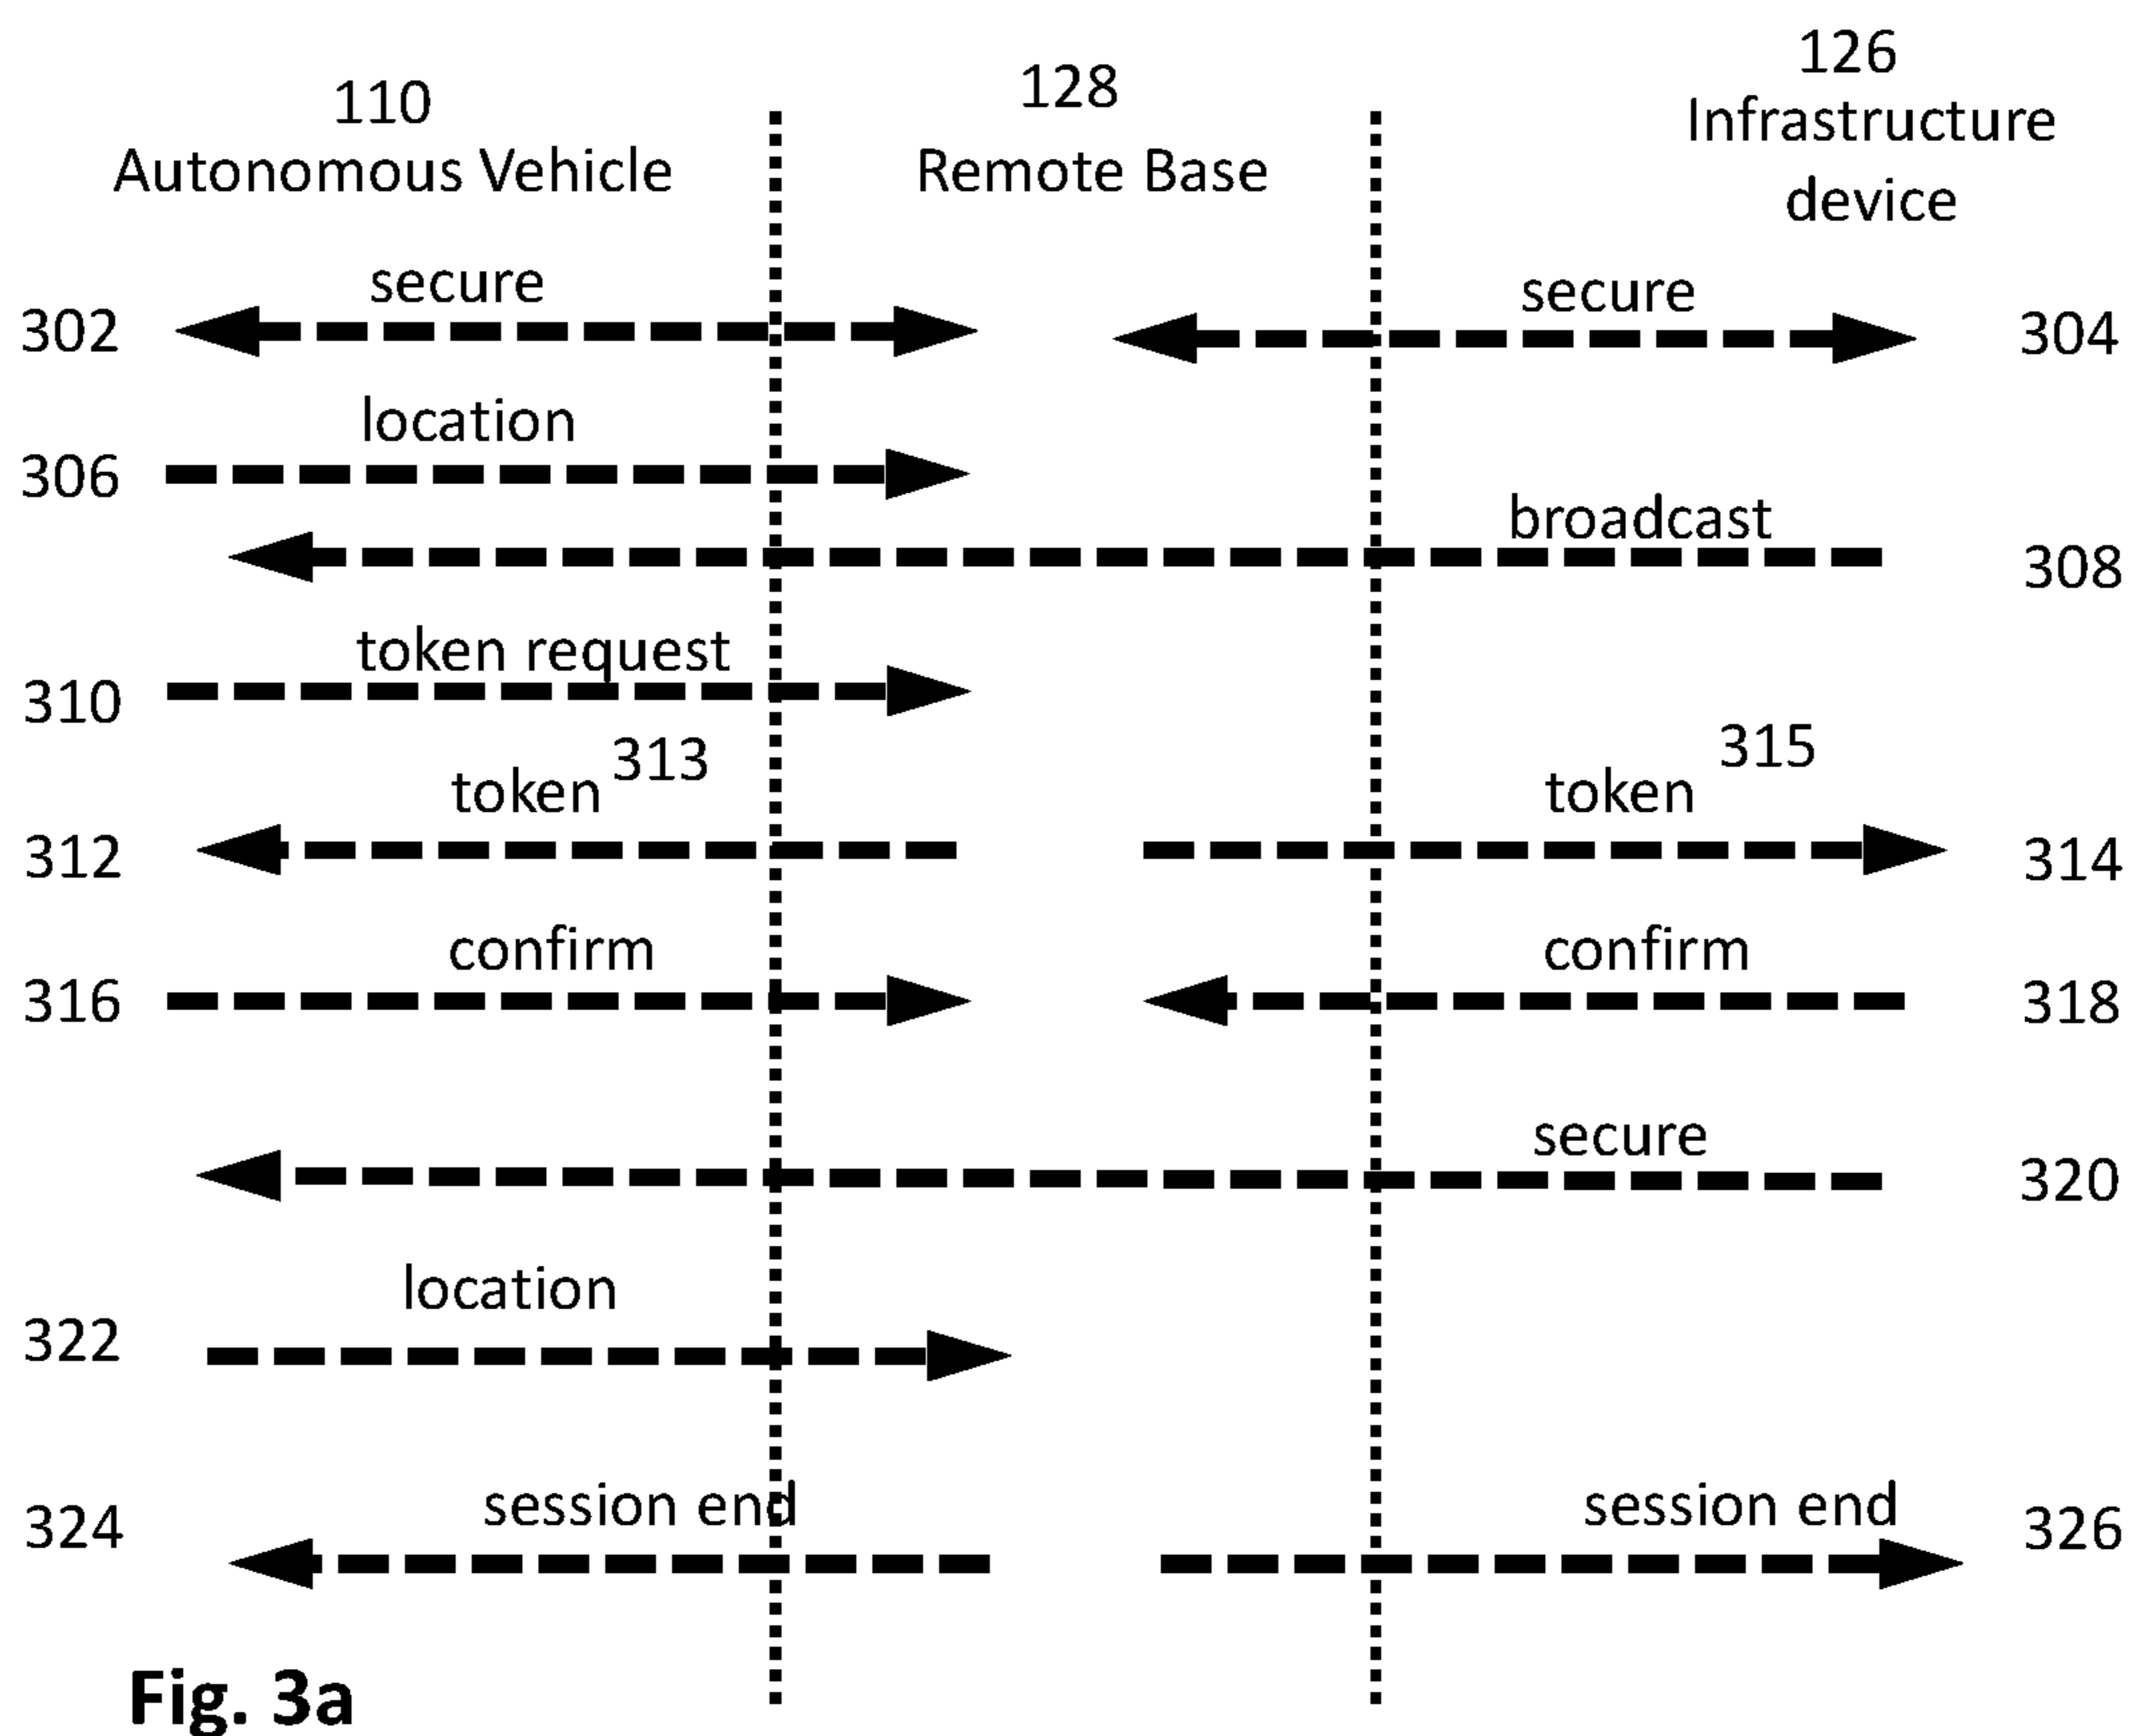 110
Autonomous Vehicle
128
Remote Base
126
Infrastructure
device
302
secure
secure
304
306
location
broadcast
308
310
token request
312
token 313
token 315
314
316
confirm
confirm
318
secure
320
322
location
324
session end
session end
326
Fig. 3a